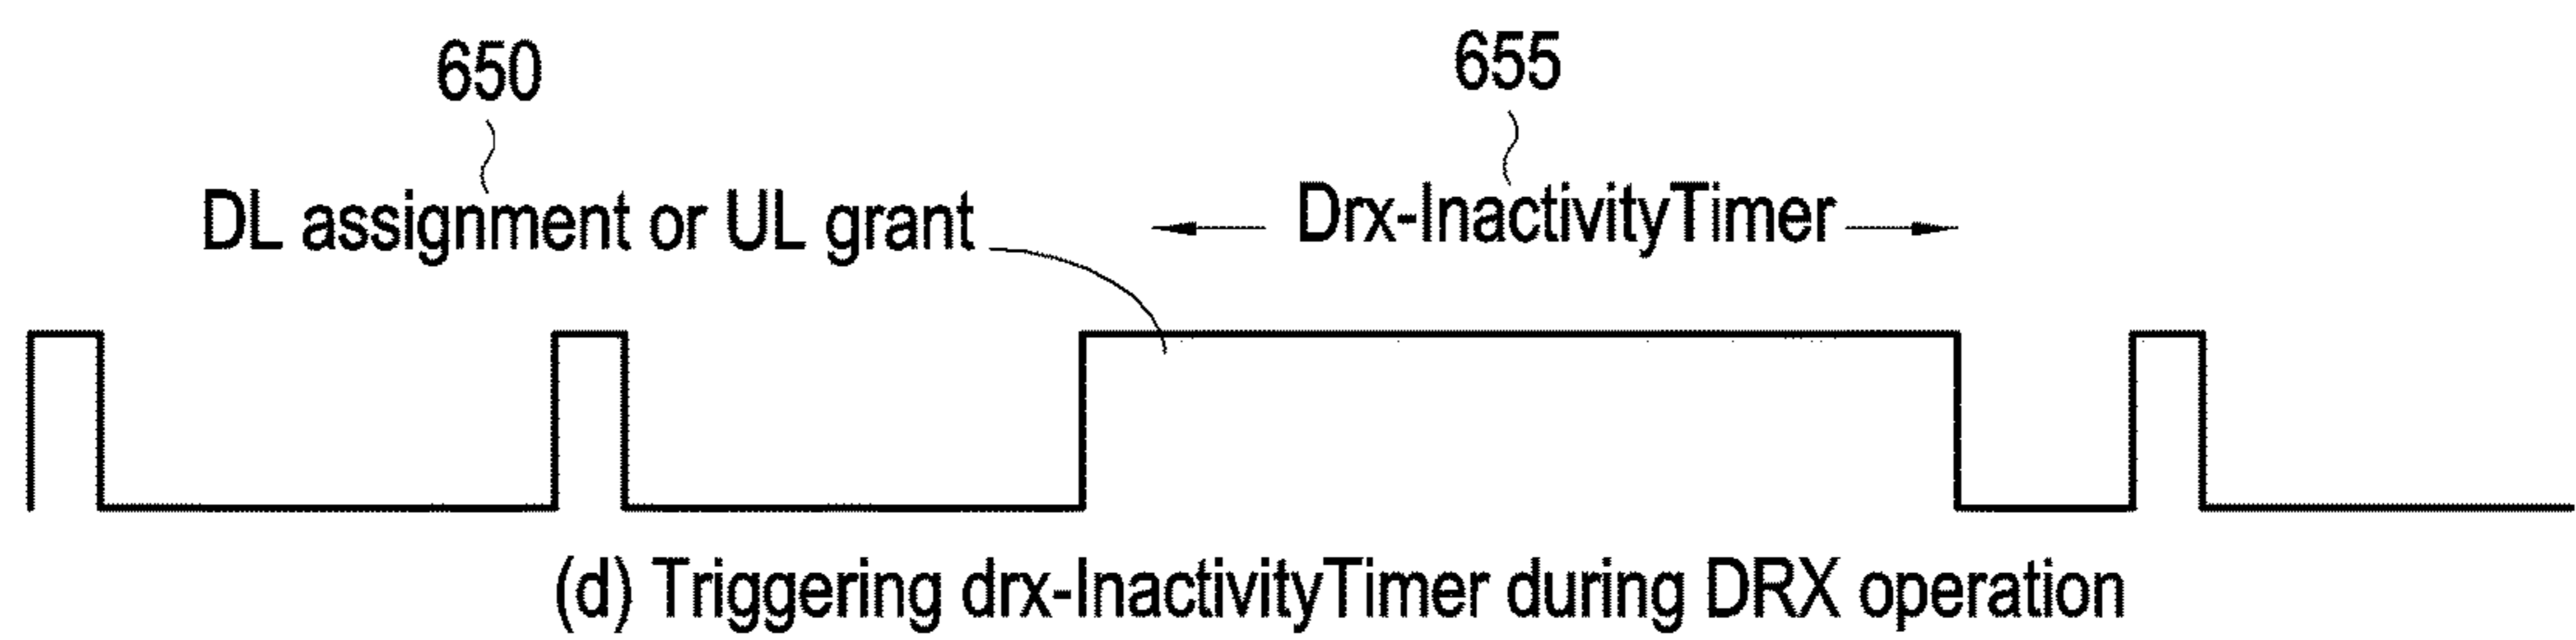 650
655
DL assignment or UL grant
Drx-InactivityTimer
(d) Triggering drx-InactivityTimer during DRX operation